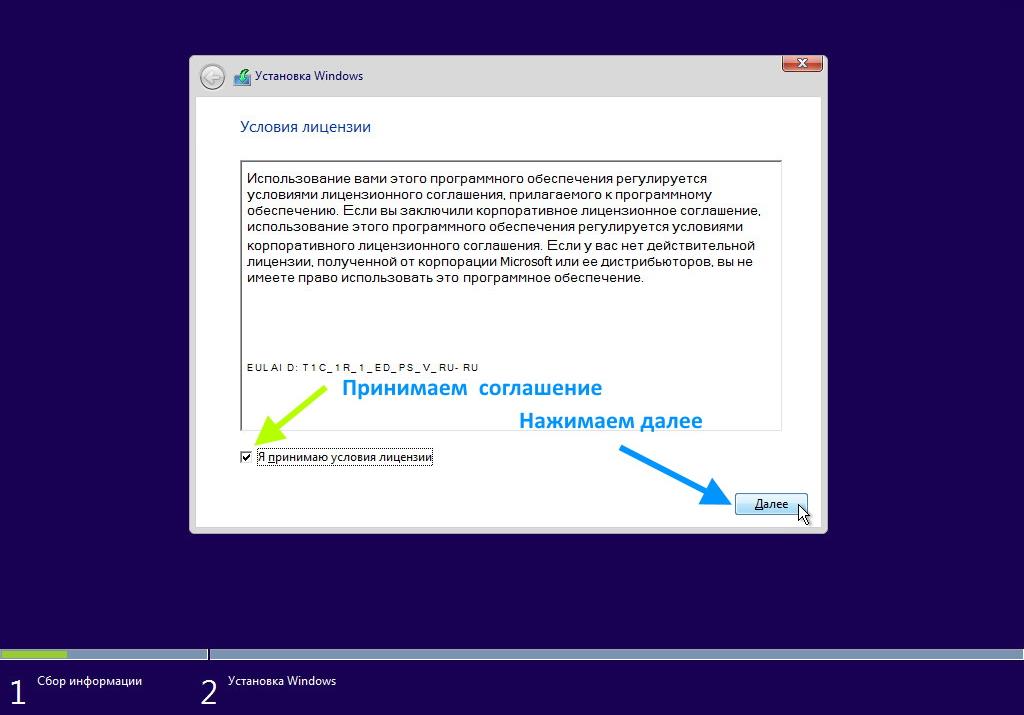 Установка Windows
Условия лицензии
Использование вами этого программного обеспечения регулируется
условиями лицензионного соглашения, прилагаемого к программному
обеспечению. Если вы заключили корпоративное лицензионное соглашение,
использование этого программного обеспечения регулируется условиями
корпоративного лицензионного соглашения. Если у вас нет действительной
лицензии, полученной от корпорации Microsoft или ее дистрибьюторов, вы не
имеете право использовать это программное обеспечение.
EULAI D: T1C_1R_1_ED_PS_V_RU- RU
Принимаем соглашение
Нажимаем далее
Я принимаю условия лицензии
Далее
1 Сбор информации
2 Установка Windows